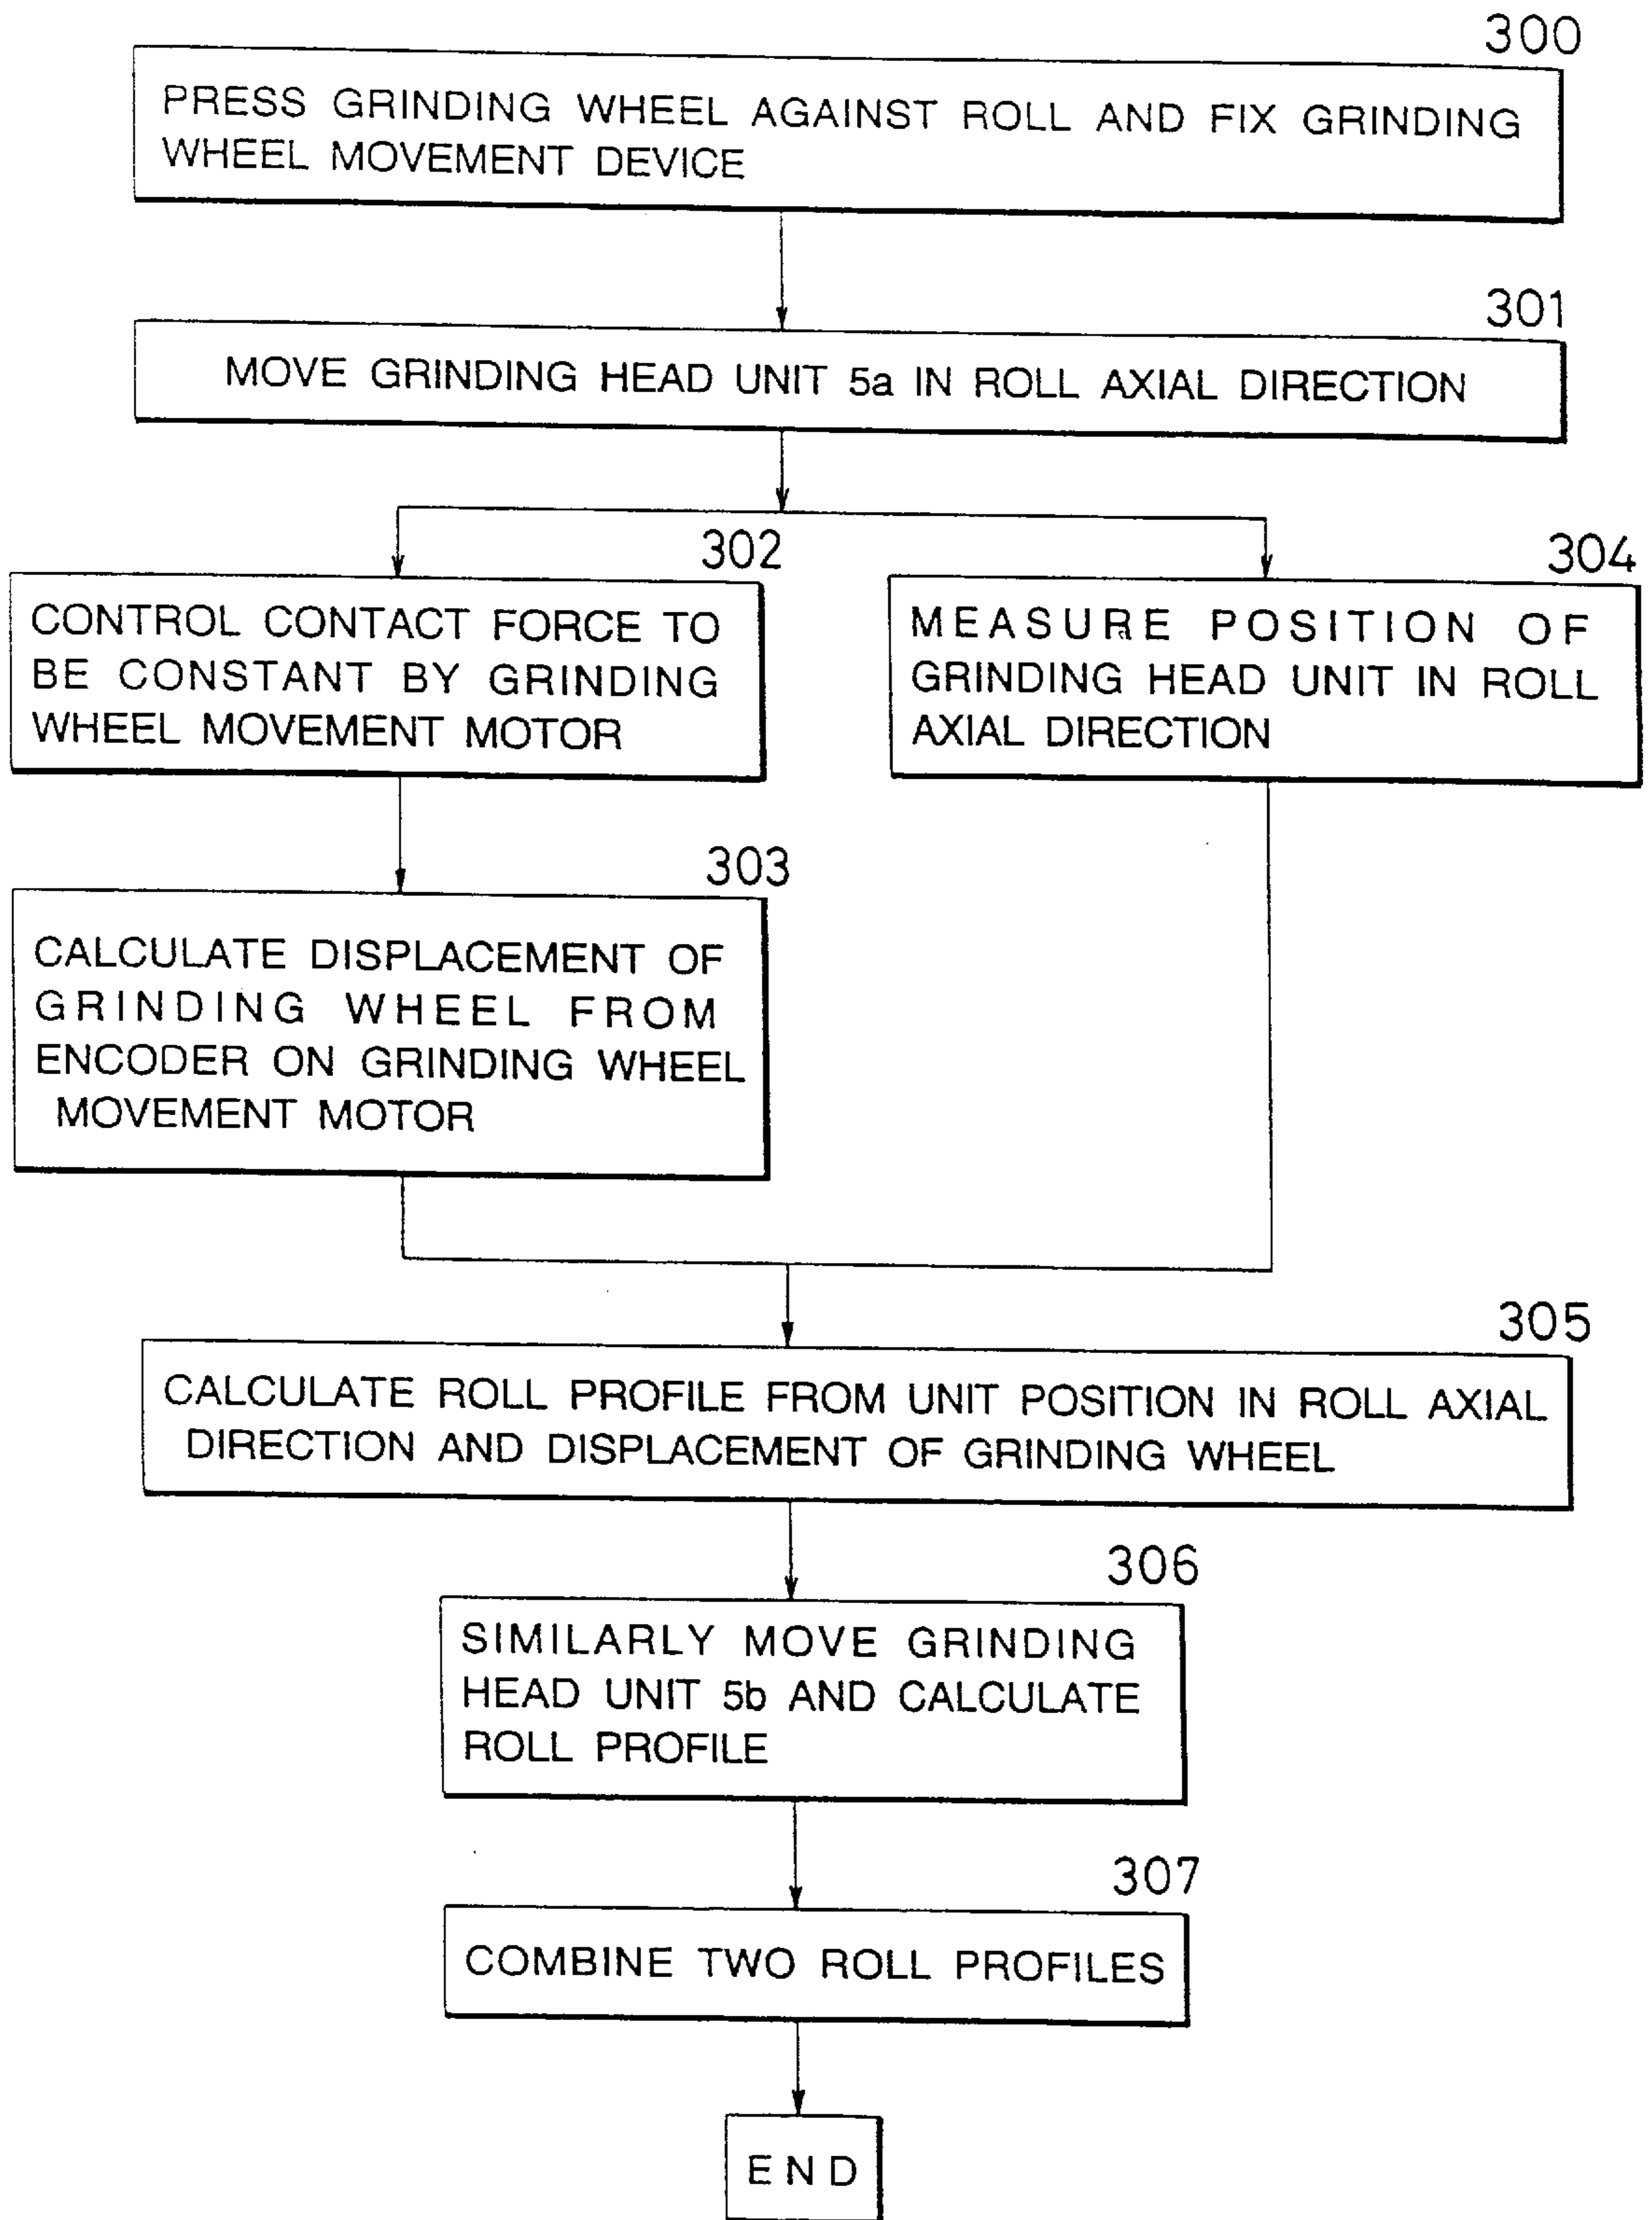 300
PRESS GRINDING WHEEL AGAINST ROLL AND FIX GRINDING
WHEEL MOVEMENT DEVICE
301
MOVE GRINDING HEAD UNIT 5a IN ROLL AXIAL DIRECTION
302
CONTROL CONTACT FORCE TO
BE CONSTANT BY GRINDING
WHEEL MOVEMENT MOTOR
304
MEASURE POSITION OF
GRINDING HEAD UNIT IN ROLL
AXIAL DIRECTION
303
CALCULATE DISPLACEMENT OF
GRINDING WHEEL FROM
ENCODER ON GRINDING WHEEL
MOVEMENT MOTOR
305
CALCULATE ROLL PROFILE FROM UNIT POSITION IN ROLL AXIAL
DIRECTION AND DISPLACEMENT OF GRINDING WHEEL
306
SIMILARLY MOVE GRINDING
HEAD UNIT 5b AND CALCULATE
ROLL PROFILE
307
COMBINE TWO ROLL PROFILES
END